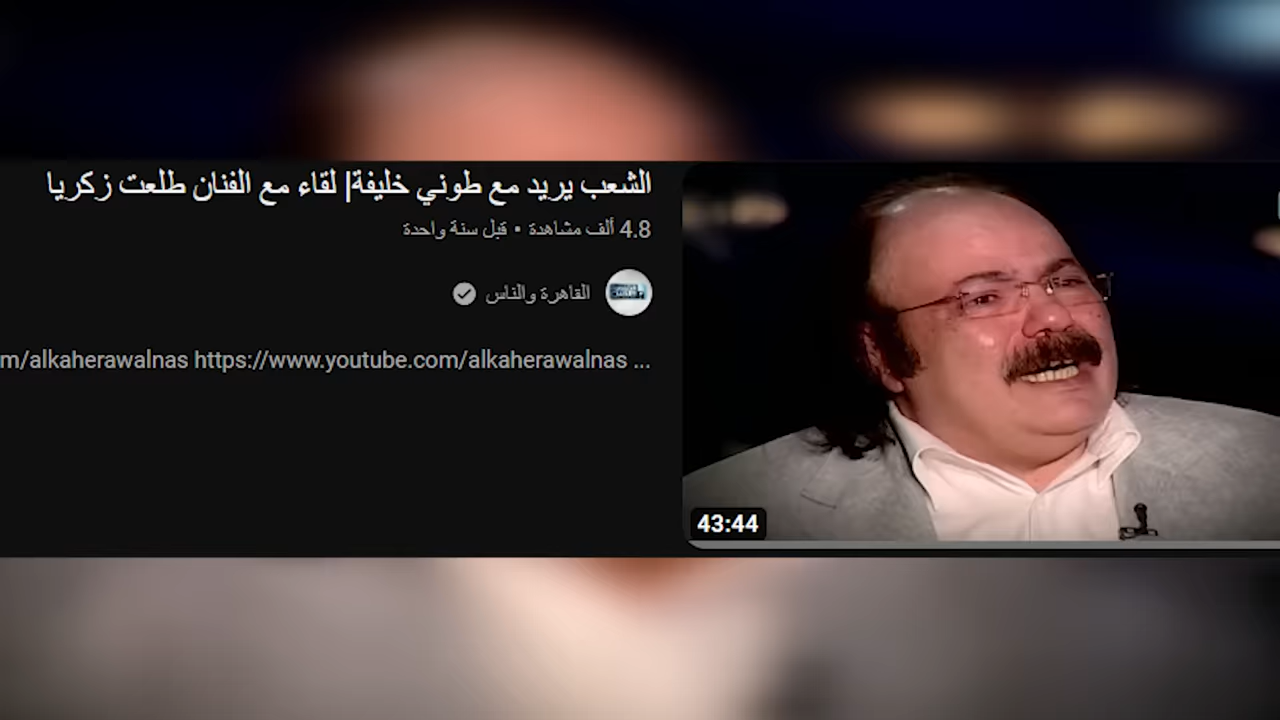 الشعب يريد مع طوني خليفة| لقاء مع الفنان طلعت زكريا
4.8 ألف مشاهدة • قبل سنة واحدة
القاهرة والناس
m/alkaherawalnas https://www.youtube.com/alkaherawalnas ...
43:44